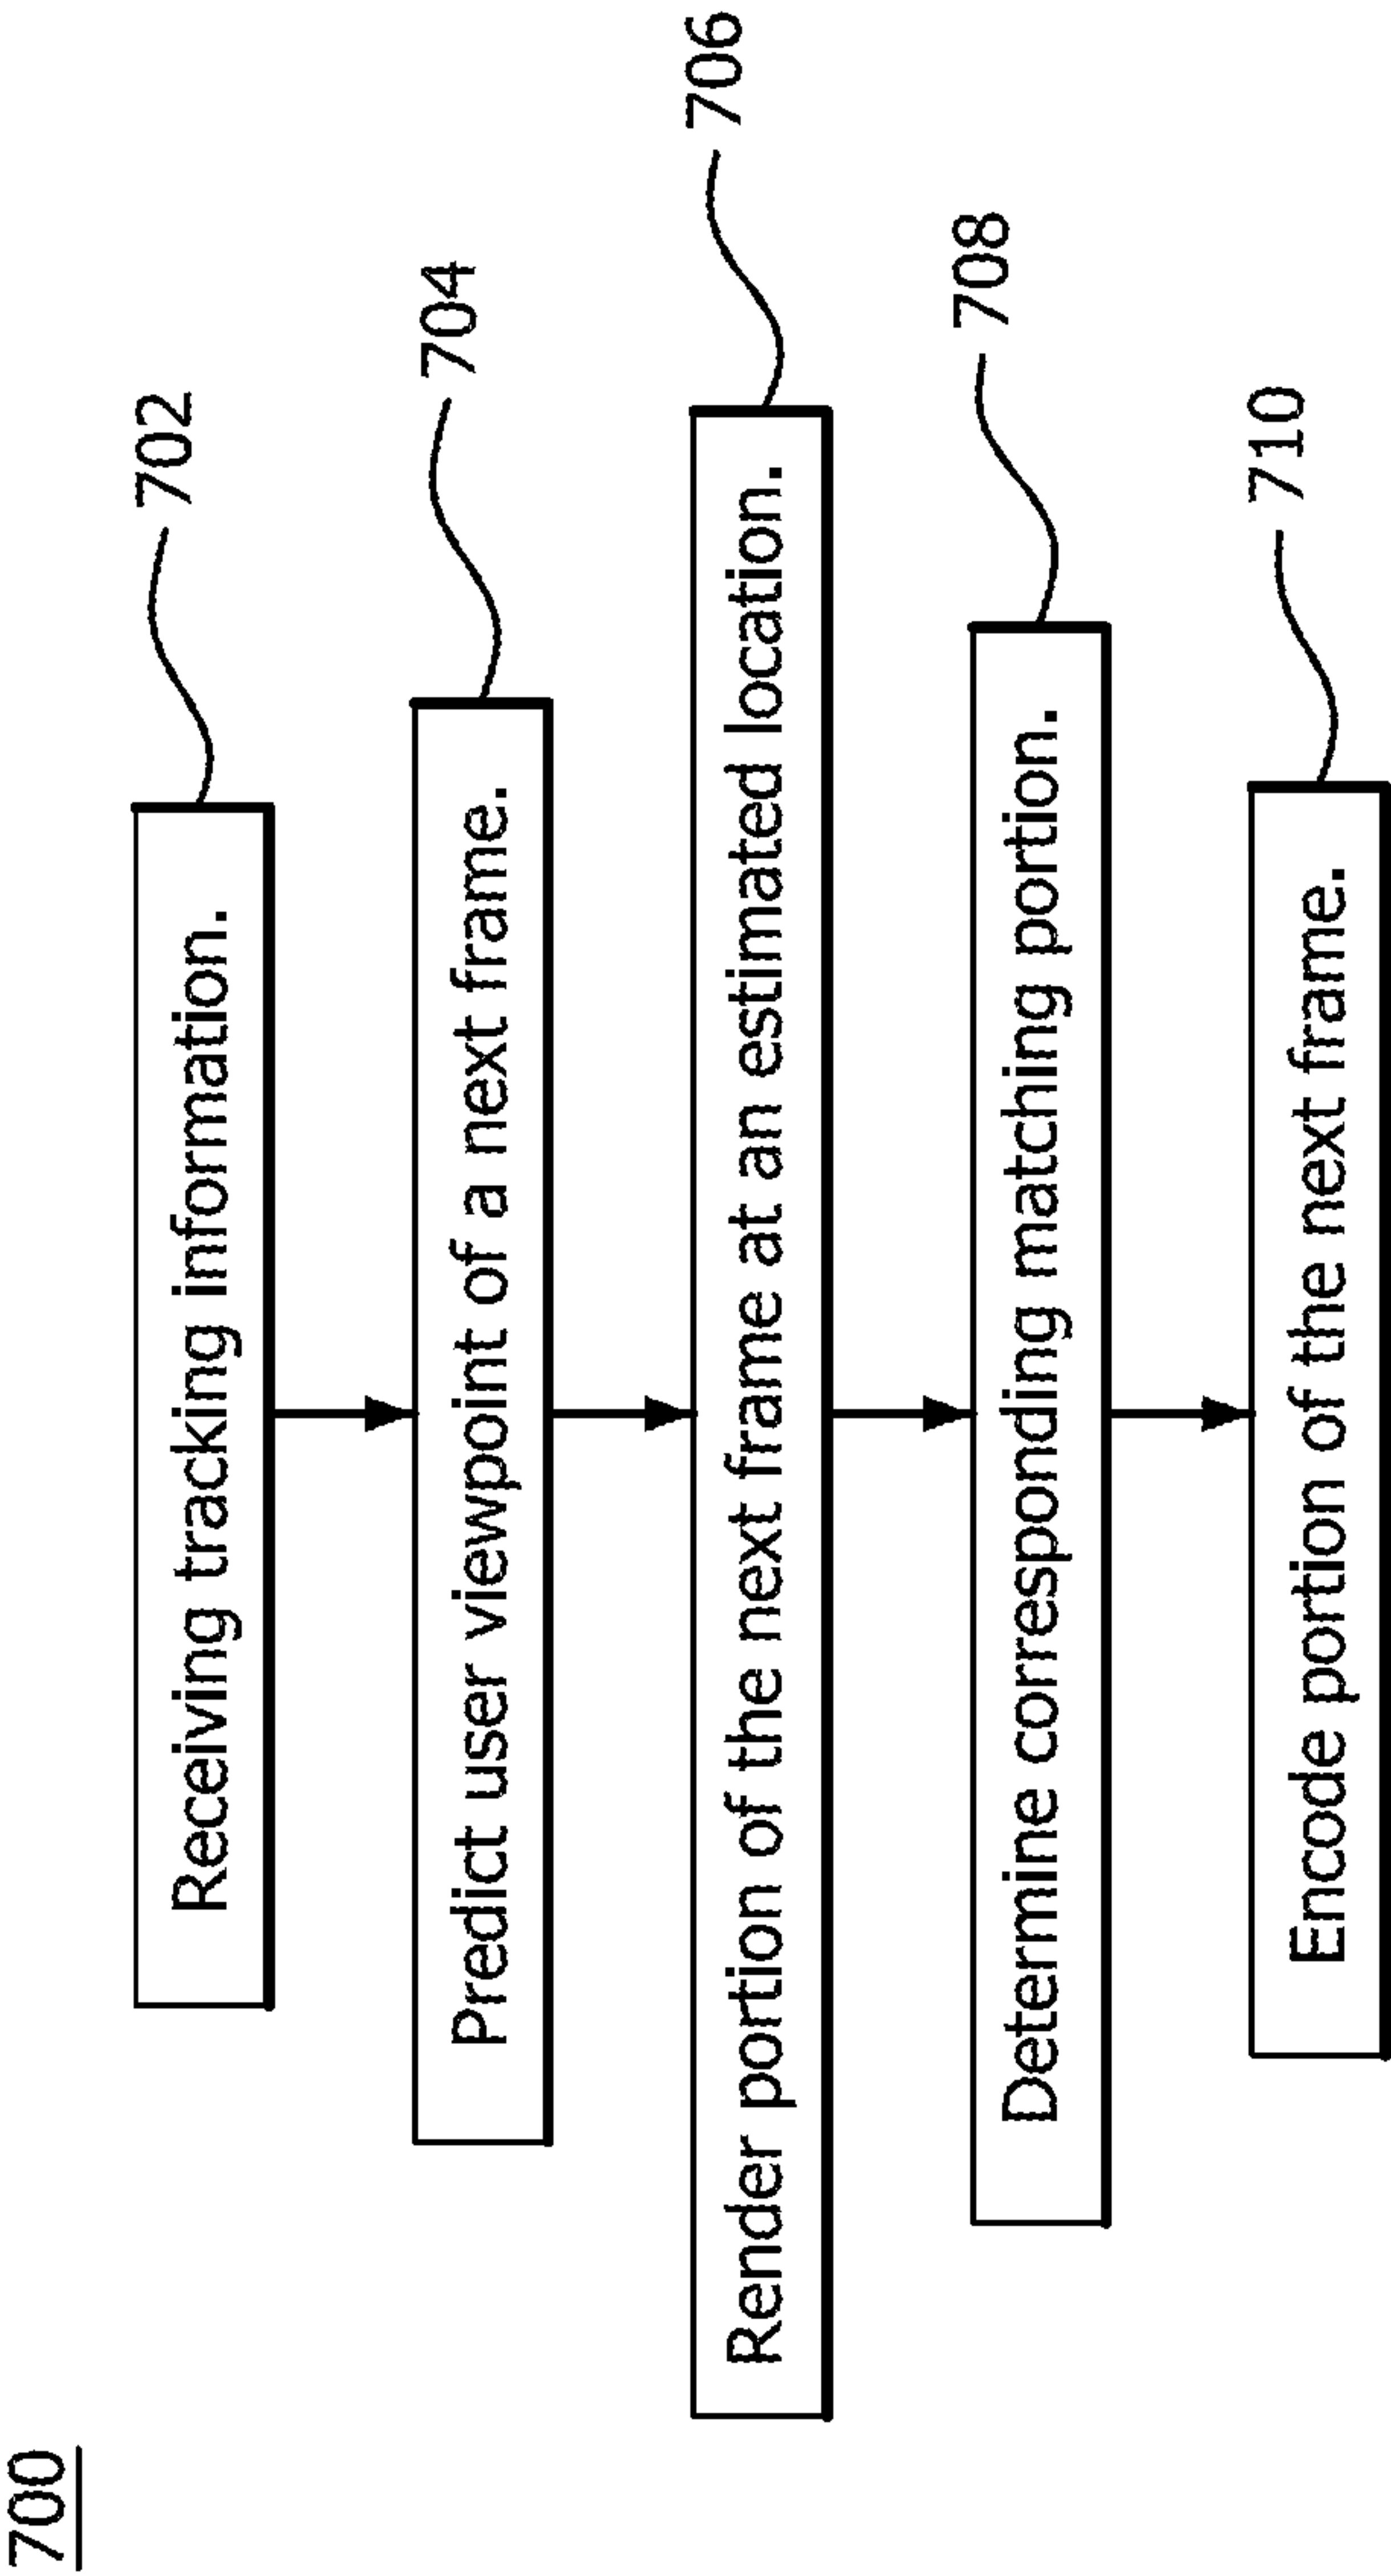 700
Receiving tracking information.
702
Predict user viewpoint of a next frame.
704
Render portion of the next frame at an estimated location.
706
Determine corresponding matching portion.
708
Encode portion of the next frame.
710